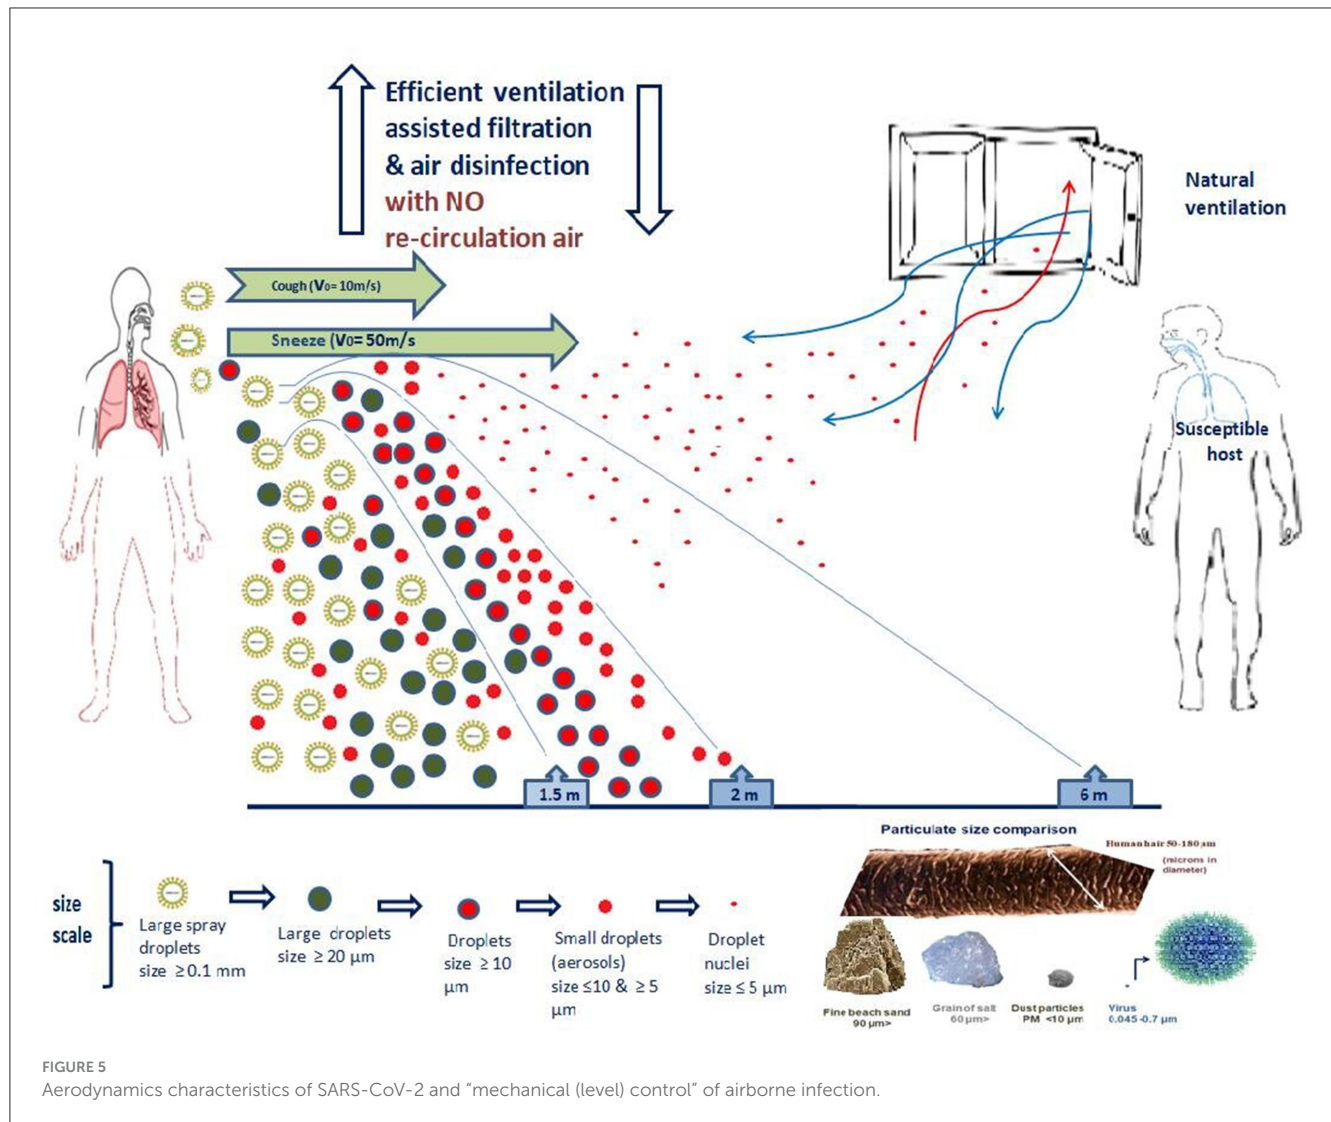 Efficient ventilation
assisted filtration
& air disinfection
with NO
re-circulation air
Natural
ventilation
Cough (V₀= 10m/s)
Sneeze (V0= 50m/s
Susceptible
host
1.5 m
2 m
6 m
size
scale
Large spray
droplets
size ≥0.1 mm
Large droplets
size ≥ 20 µm
Droplets
size ≥ 10
µm
Small droplets
(aerosols)
size ≤10 & ≥ 5
µm
Droplet
nuclei
size ≤ 5 µm
Particulate size comparison
Human hair 50-180 µm
(microns in
diameter)
Fine beach sand
90 µm>
Grain of salt
60 µm>
Dust particles
PM <10 µm
Virus
0.045-0.7 µm
FIGURE 5
Aerodynamics characteristics of SARS-CoV-2 and “mechanical (level) control” of airborne infection.